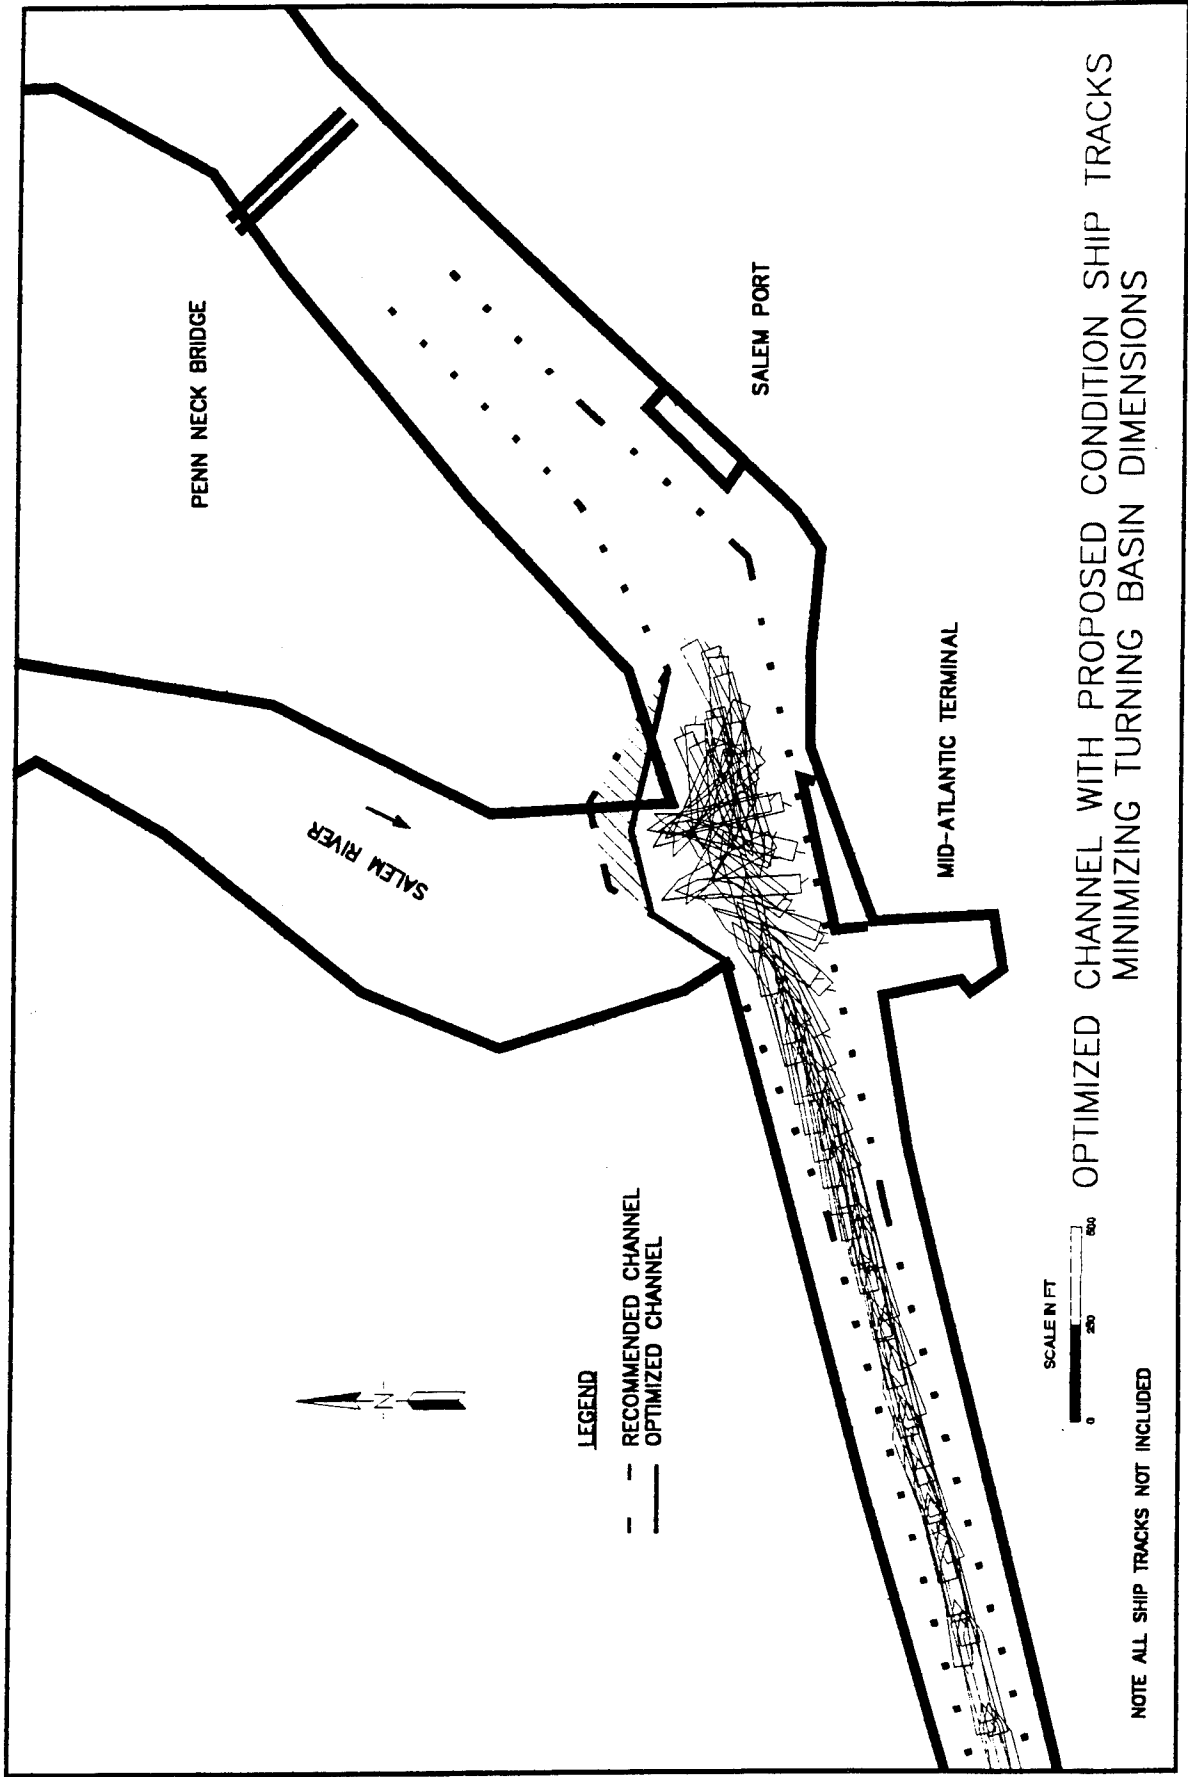 PENN NECK BRIDGE
SALEM RIVER
SALEM PORT
MID-ATLANTIC TERMINAL
N
LEGEND
RECOMMENDED CHANNEL
OPTIMIZED CHANNEL
SCALE IN FT
0 250 500
NOTE ALL SHIP TRACKS NOT INCLUDED
OPTIMIZED CHANNEL WITH PROPOSED CONDITION SHIP TRACKS
MINIMIZING TURNING BASIN DIMENSIONS